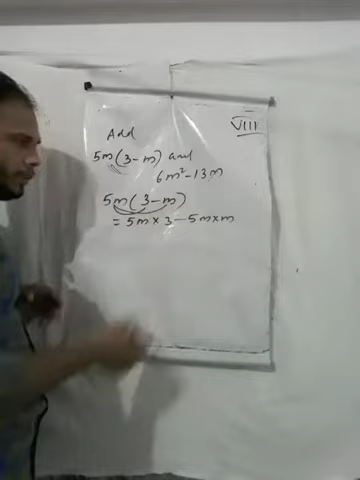 VIII
Add
5m(3-m) and
6m²-13m
5m(3-m)
= 5m×3-5m×m